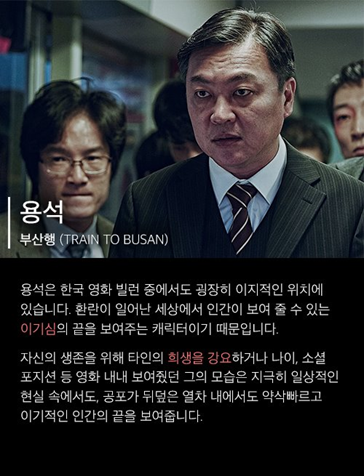 용석
부산행 (TRAIN TO BUSAN)
용석은 한국 영화 빌런 중에서도 굉장히 이지적인 위치에
있습니다. 환란이 일어난 세상에서 인간이 보여 줄 수 있는
이기심의 끝을 보여주는 캐릭터이기 때문입니다.
자신의 생존을 위해 타인의 희생을 강요하거나 나이, 소셜
포지션 등 영화 내내 보여줬던 그의 모습은 지극히 일상적인
현실 속에서도, 공포가 뒤덮은 열차 내에서도 약삭빠르고
이기적인 인간의 끝을 보여줍니다.